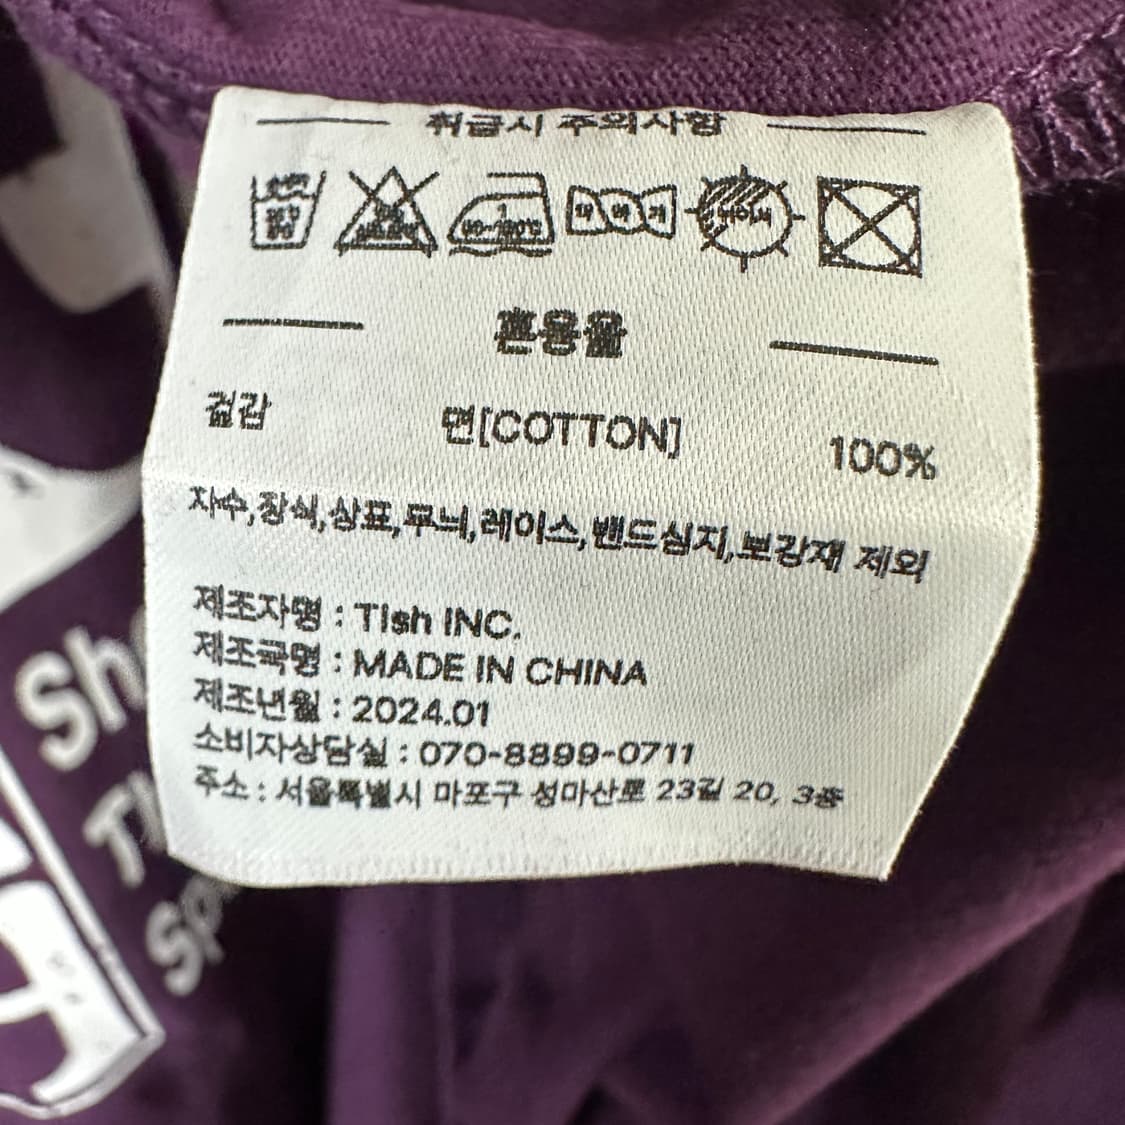 취급시 주의사항
혼용율
겉감 면[COTTON] 100%
자수,장식,상표,무늬,레이스,밴드심지,보강재 제외
제조자명 : TIsh INC.
제조국명 : MADE IN CHINA
제조년월 : 2024.01
소비자상담실 : 070-8899-0711
주소 : 서울특별시 마포구 성미산로 23길 20, 3층
Sh
Sp